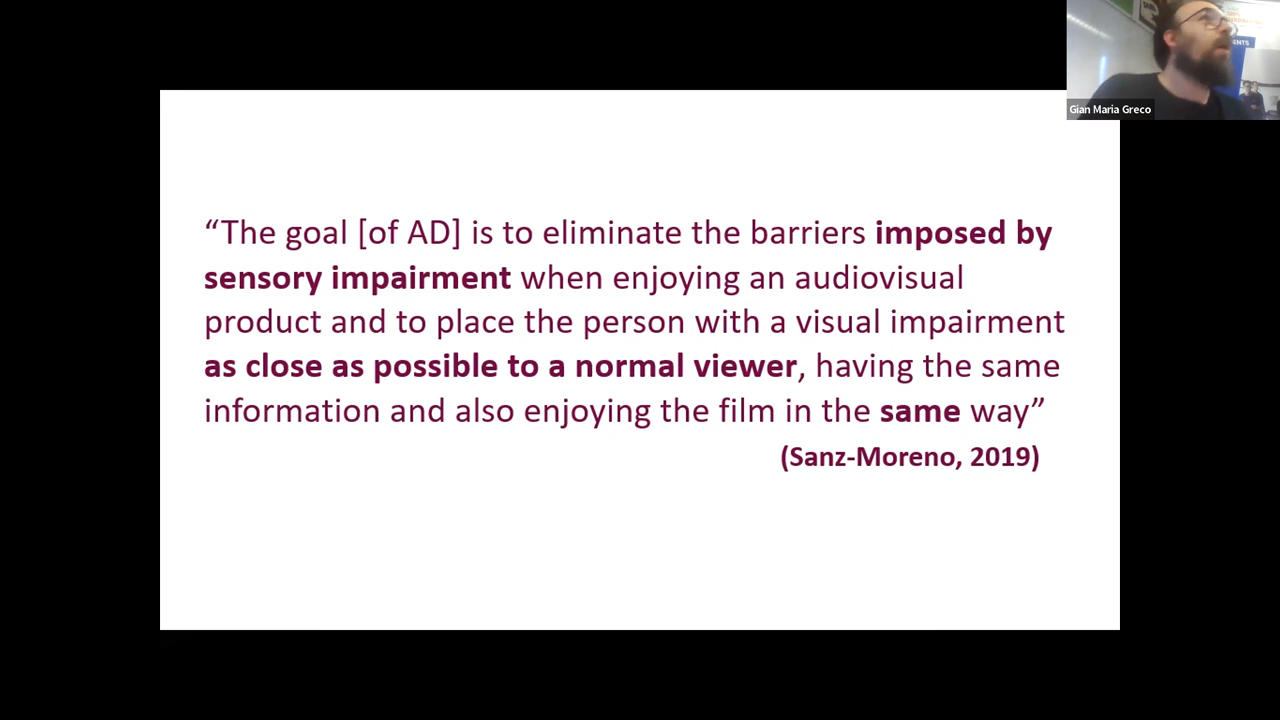 “The goal [of AD] is to eliminate the barriers imposed by
sensory impairment when enjoying an audiovisual
product and to place the person with a visual impairment
as close as possible to a normal viewer, having the same
information and also enjoying the film in the same way”
(Sanz-Moreno, 2019)
Gian Maria Greco